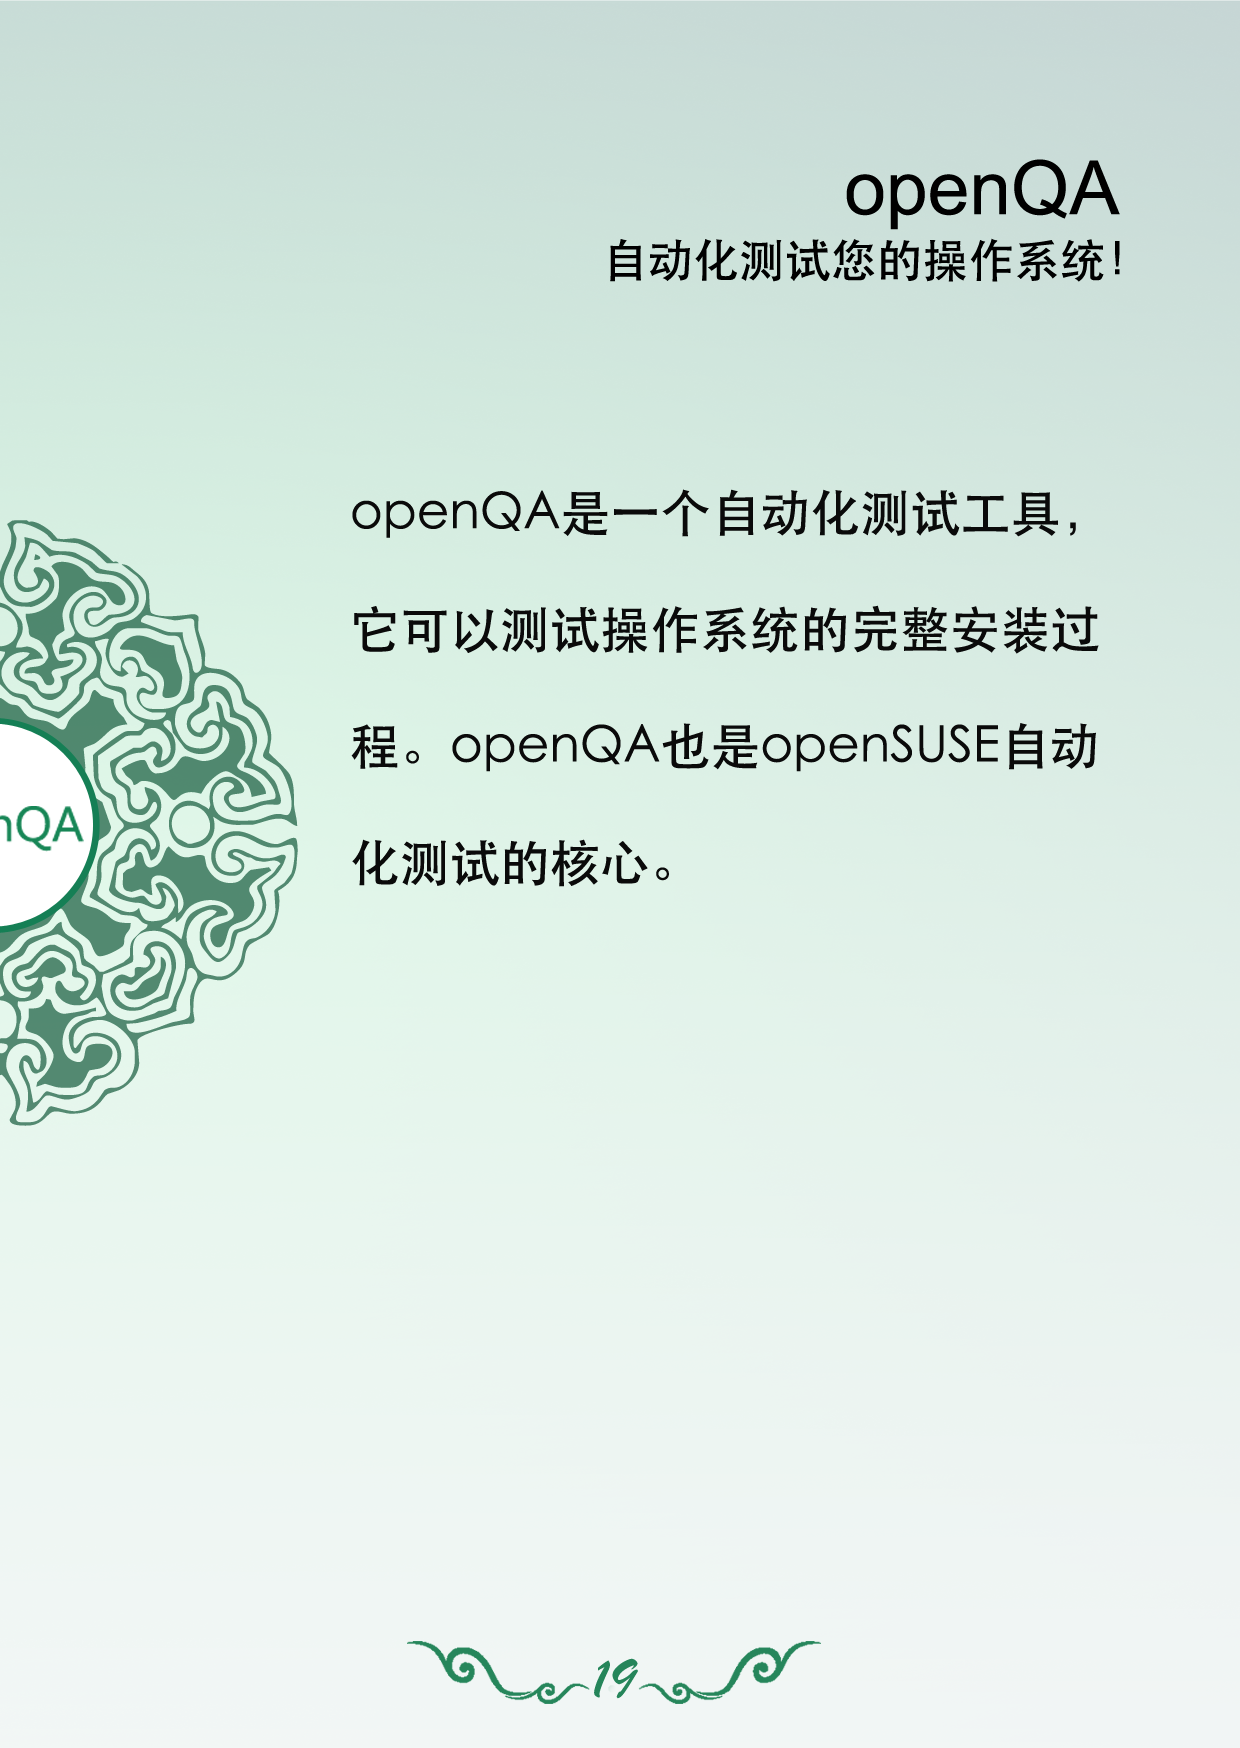 openQA
自动化测试您的操作系统!
openQA是一个自动化测试工具，
它可以测试操作系统的完整安装过
程。openQA也是openSUSE自动
nQA
化测试的核心。
19